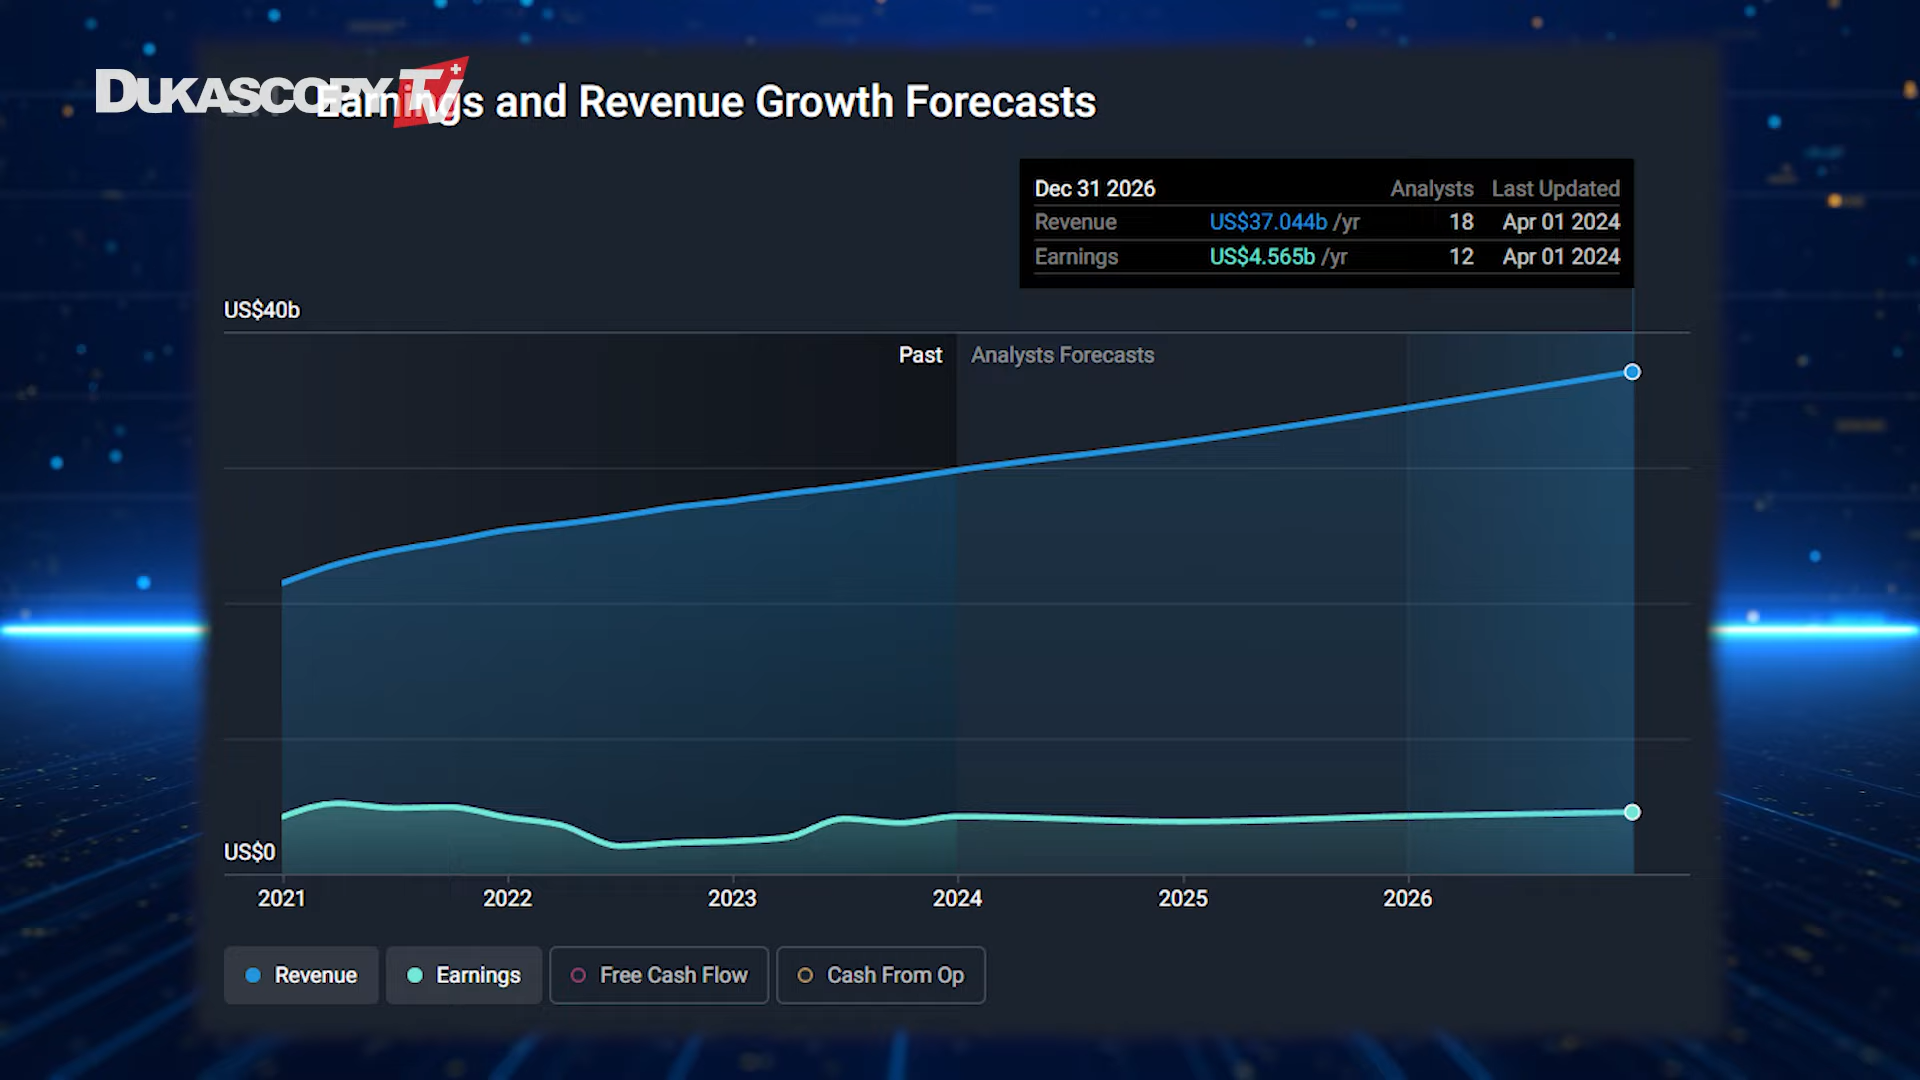 DUKASCOPY TV
Earnings and Revenue Growth Forecasts
Dec 31 2026 Analysts Last Updated
Revenue US$37.044b /yr 18 Apr 01 2024
Earnings US$4.565b /yr 12 Apr 01 2024
US$40b
Past Analysts Forecasts
US$0
2021 2022 2023 2024 2025 2026
Revenue Earnings Free Cash Flow Cash From Op